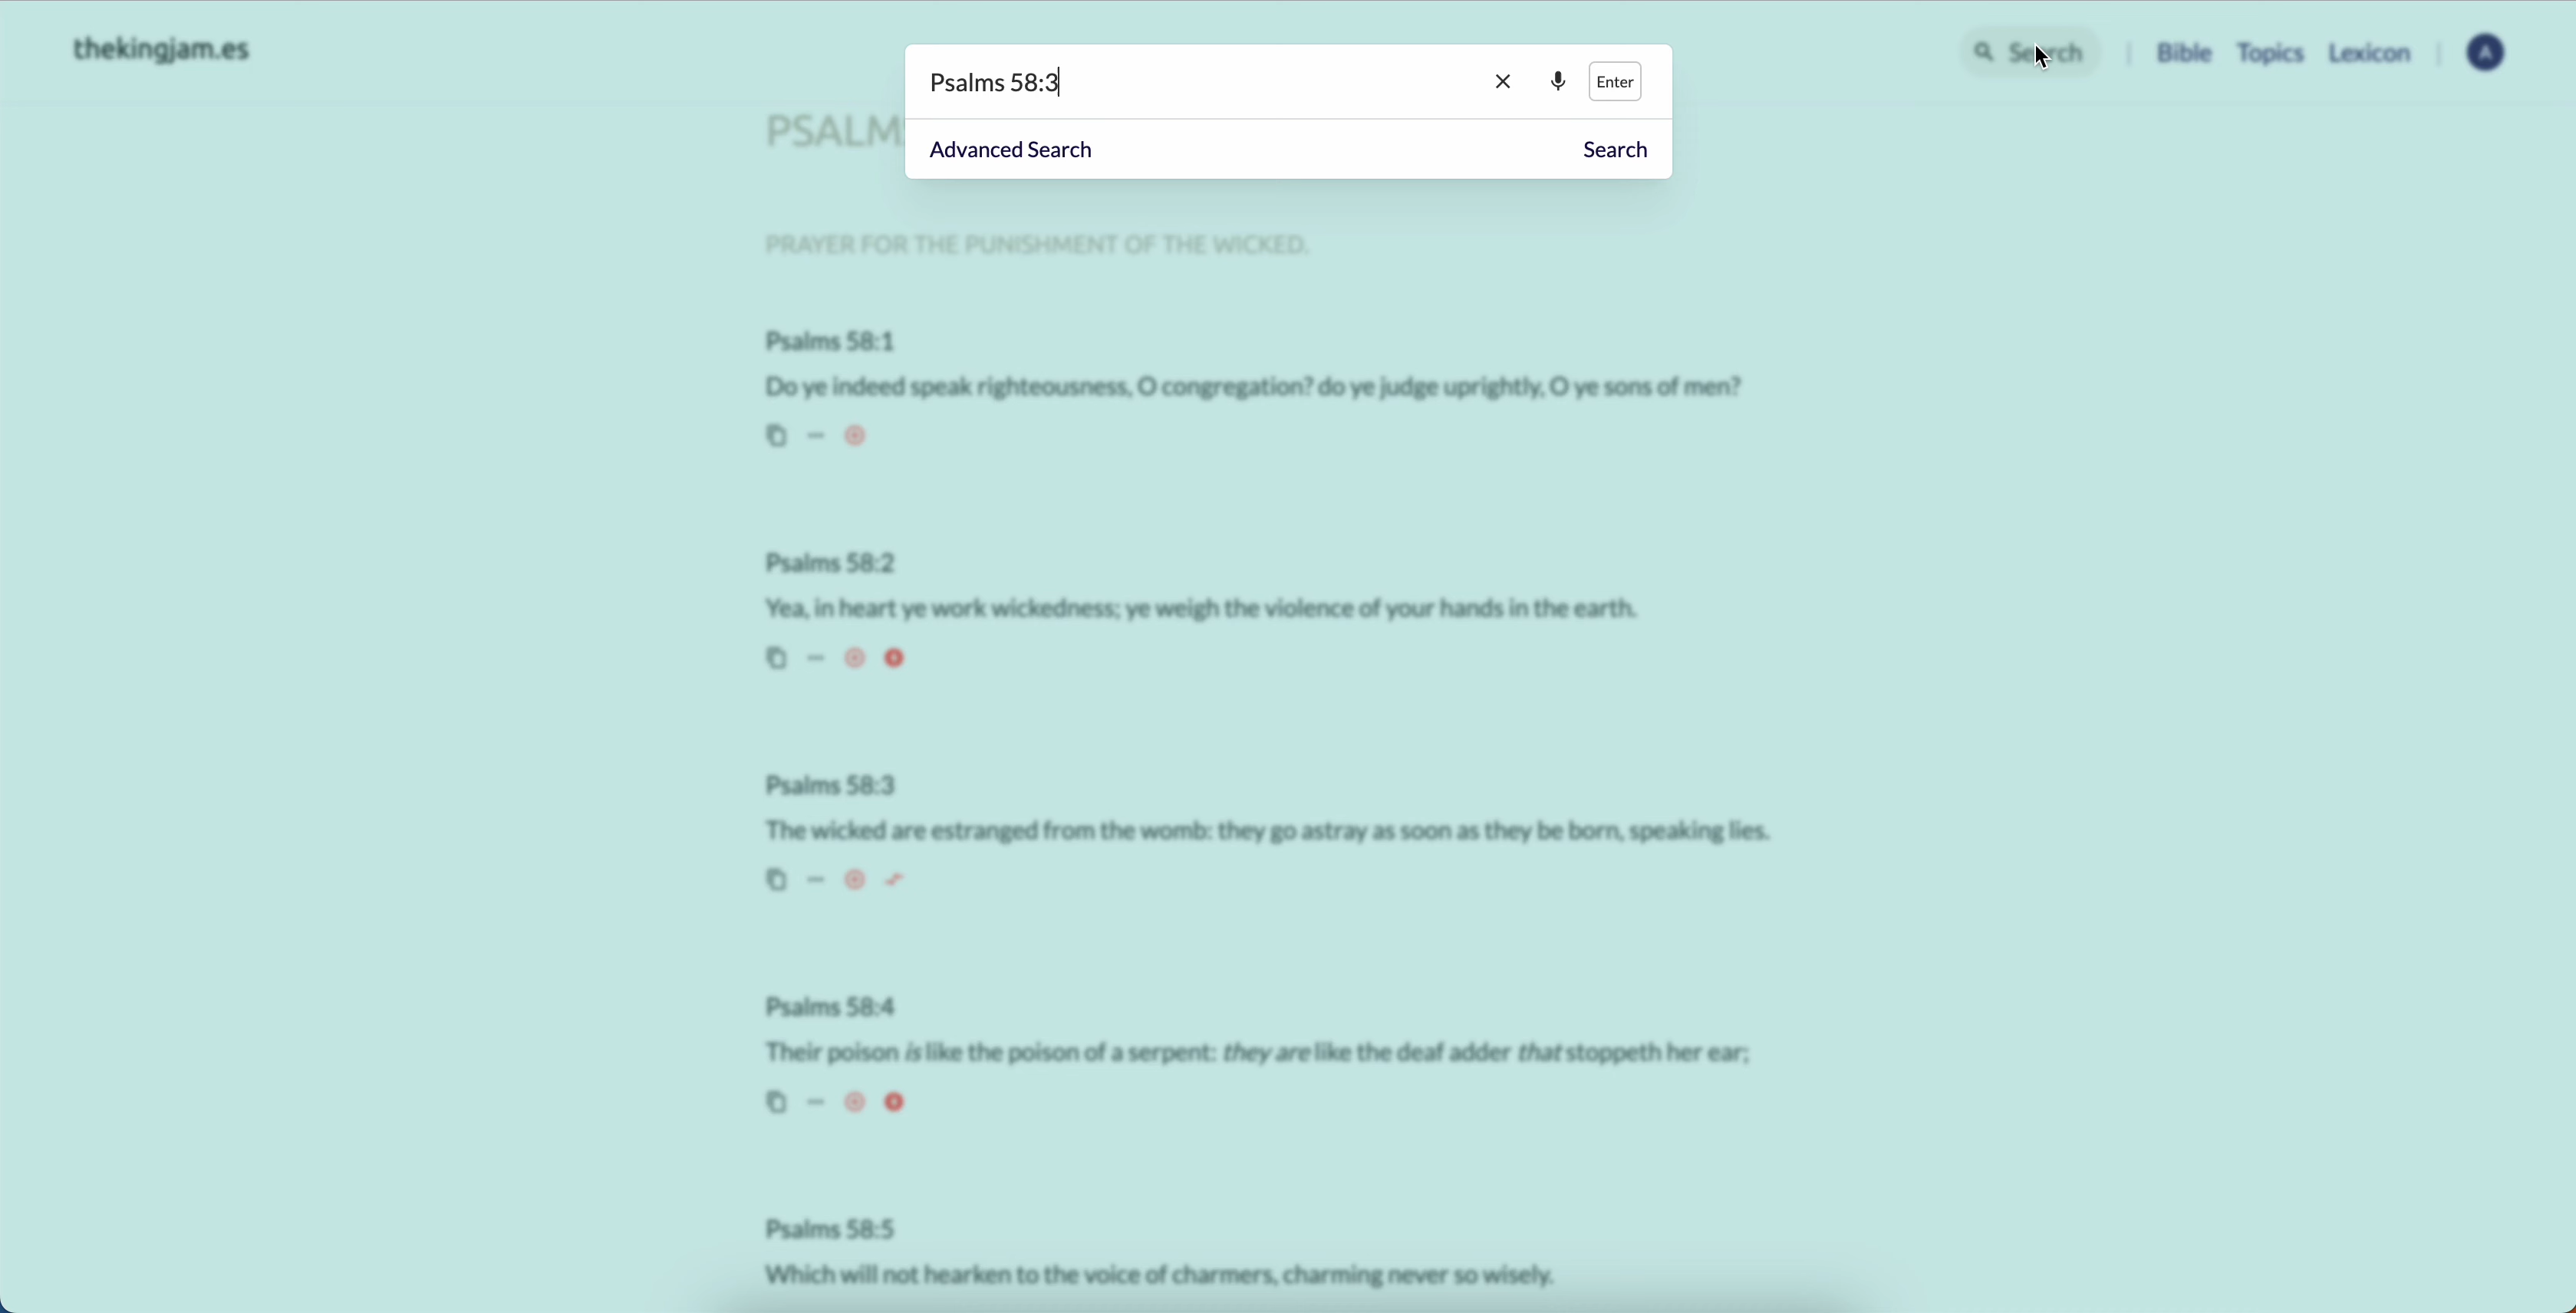 thekingjam.es
Search | Bible Topics Lexicon | A
Psalms 58:3
Enter
Advanced Search
Search
PSALM
PRAYER FOR THE PUNISHMENT OF THE WICKED.
Psalms 58:1
Do ye indeed speak righteousness, O congregation? do ye judge uprightly, O ye sons of men?
Psalms 58:2
Yea, in heart ye work wickedness; ye weigh the violence of your hands in the earth.
Psalms 58:3
The wicked are estranged from the womb: they go astray as soon as they be born, speaking lies.
Psalms 58:4
Their poison is like the poison of a serpent: they are like the deaf adder that stoppeth her ear;
Psalms 58:5
Which will not hearken to the voice of charmers, charming never so wisely.